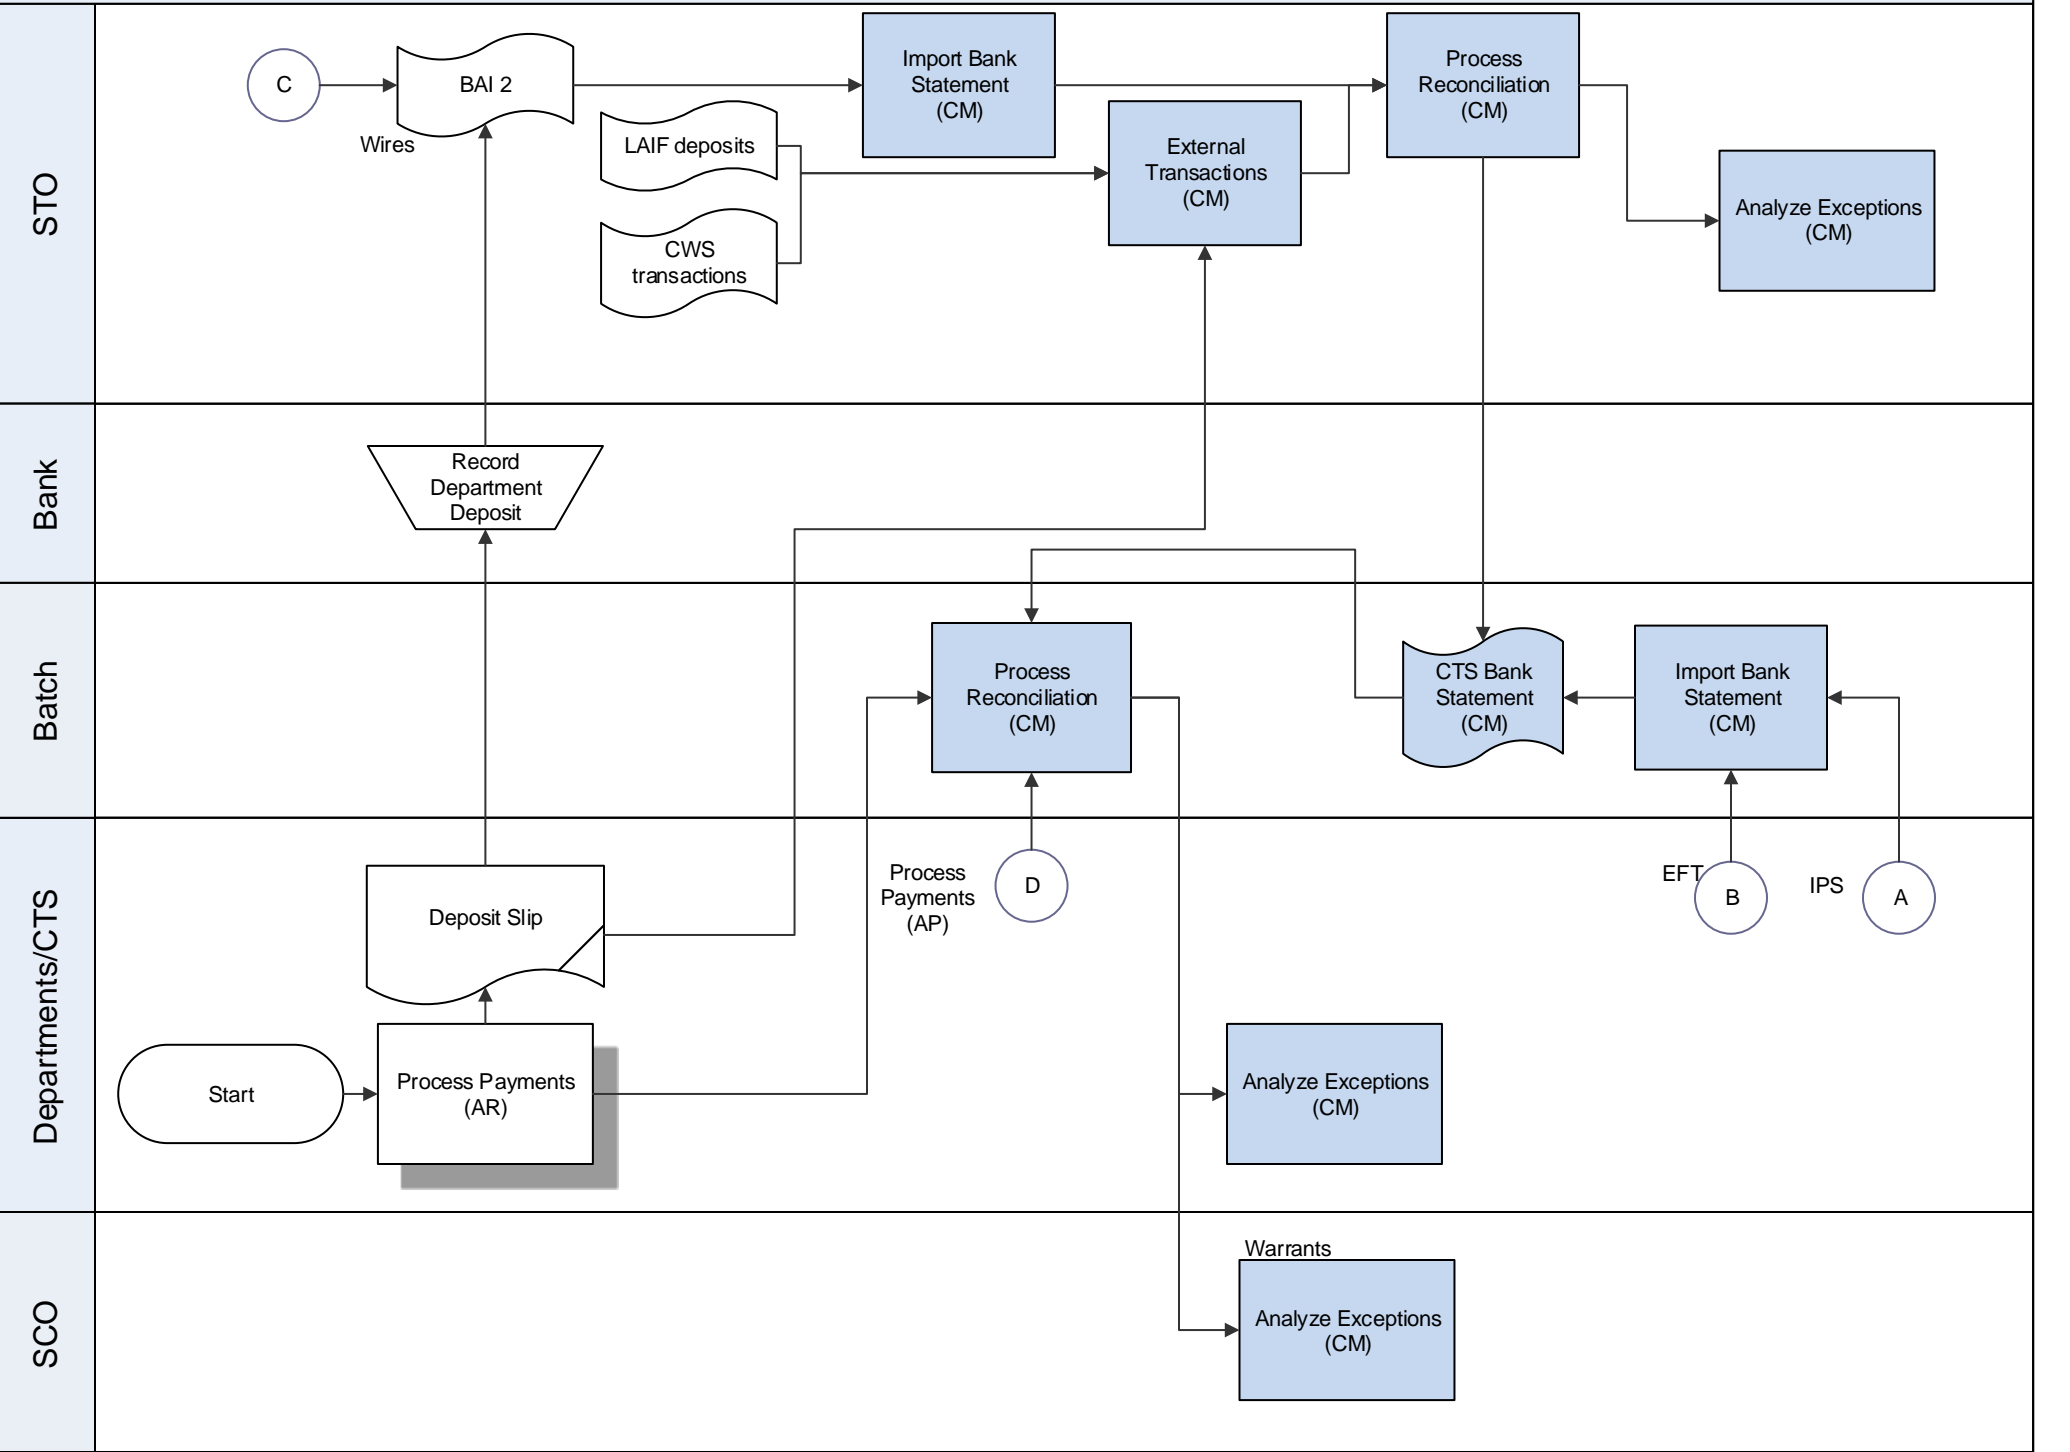 STO
C
BAI 2
Wires
LAIF deposits
CWS
transactions
Import Bank
Statement
(CM)
External
Transactions
(CM)
Process
Reconciliation
(CM)
Analyze Exceptions
(CM)
Bank
Record
Department
Deposit
Batch
Process
Reconciliation
(CM)
CTS Bank
Statement
(CM)
Import Bank
Statement
(CM)
Departments/CTS
Deposit Slip
Process
Payments
(AP)
D
EFT
B
IPS
A
Start
Process Payments
(AR)
Analyze Exceptions
(CM)
SCO
Warrants
Analyze Exceptions
(CM)